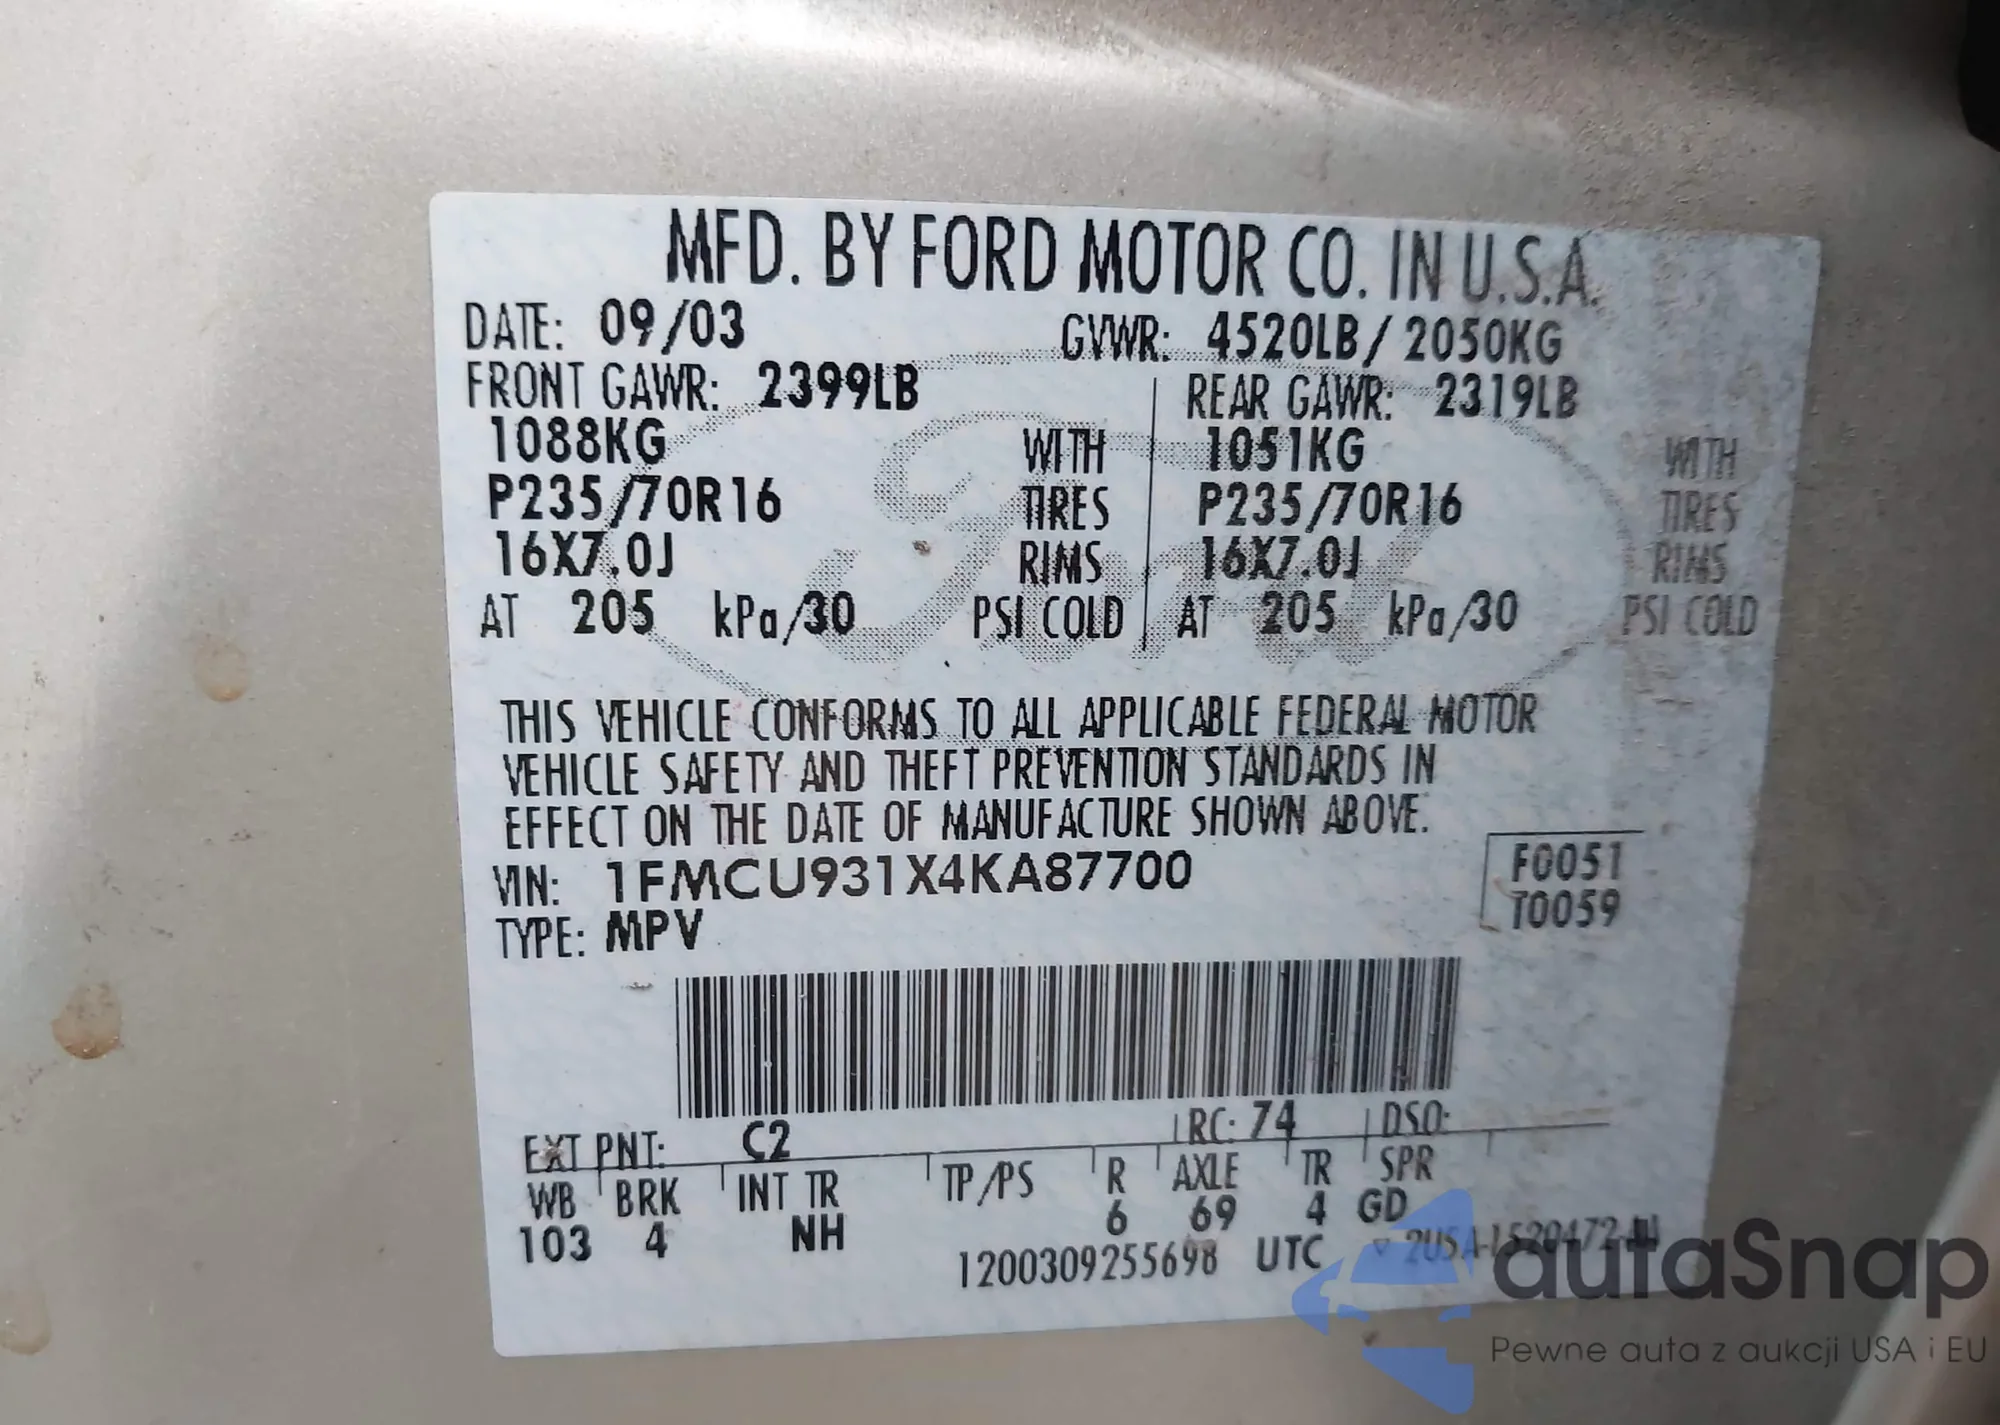 MFD. BY FORD MOTOR CO. IN U.S.A.
DATE: 09/03 GVWR: 4520LB/ 2050KG
FRONT GAWR: 2399LB REAR GAWR: 2319LB
1088KG WITH 1051KG WITH
P235/70R16 TIRES P235/70R16 TIRES
16X7.0J RIMS 16X7.0J RIMS
AT 205 kPa/30 PSI COLD AT 205 kPa/30 PSI COLD
THIS VEHICLE CONFORMS TO ALL APPLICABLE FEDERAL MOTOR
VEHICLE SAFETY AND THEFT PREVENTION STANDARDS IN
EFFECT ON THE DATE OF MANUFACTURE SHOWN ABOVE.
VIN: 1FMCU931X4KA87700 F0051
TYPE: MPV T0059
EXT PNT: C2 RC: 74 DSO:
WB BRK INT TR TP/PS R AXLE TR SPR
103 4 NH 6 69 4 GD
1200309255698 UTC
Ford
autaSnap
Pewne auta z aukcji USA i EU